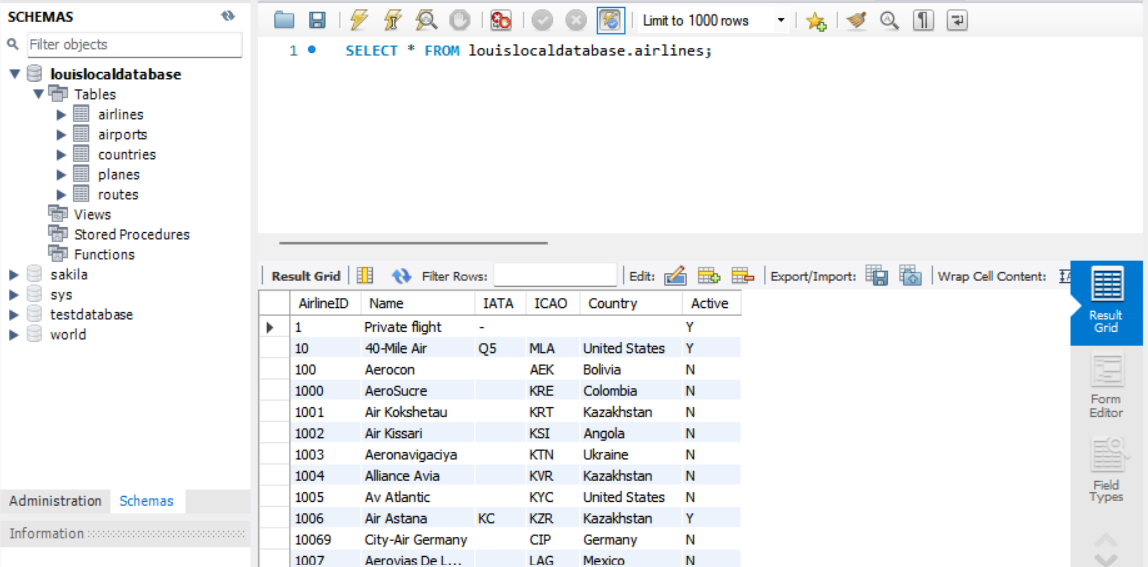 SCHEMAS
Filter objects
louislocaldatabase
Tables
airlines
airports
countries
planes
routes
Views
Stored Procedures
Functions
sakila
sys
testdatabase
world
Administration Schemas
Information
Limit to 1000 rows
1 SELECT * FROM louislocaldatabase.airlines;
Result Grid Filter Rows: Edit: Export/Import: Wrap Cell Content:
AirlineID Name IATA ICAO Country Active
1 Private flight - Y
10 40-Mile Air Q5 MLA United States Y
100 Aerocon AEK Bolivia N
1000 AeroSucre KRE Colombia N
1001 Air Kokshetau KRT Kazakhstan N
1002 Air Kissari KSI Angola N
1003 Aeronavigaciya KTN Ukraine N
1004 Alliance Avia KVR Kazakhstan N
1005 Av Atlantic KYC United States N
1006 Air Astana KC KZR Kazakhstan Y
10069 City-Air Germany CIP Germany N
1007 Aerovias De L... LAG Mexico N
Result
Grid
Form
Editor
Field
Types